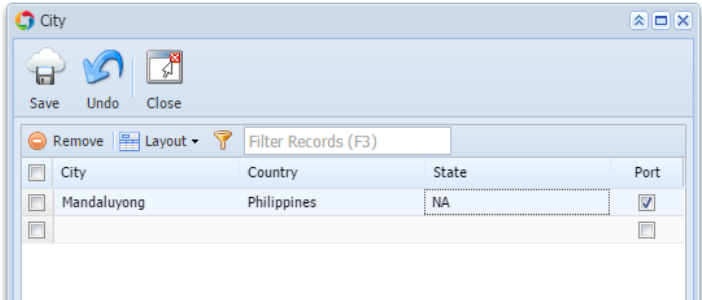 City
Save Undo Close
Remove Layout Filter Records (F3)
City Country State Port
Mandaluyong Philippines NA